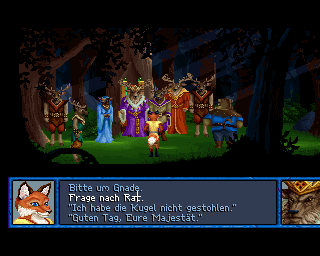 Bitte um Gnade.
Frage nach Rat.
"Ich habe die Kugel nicht gestohlen."
"Guten Tag, Eure Majestät."